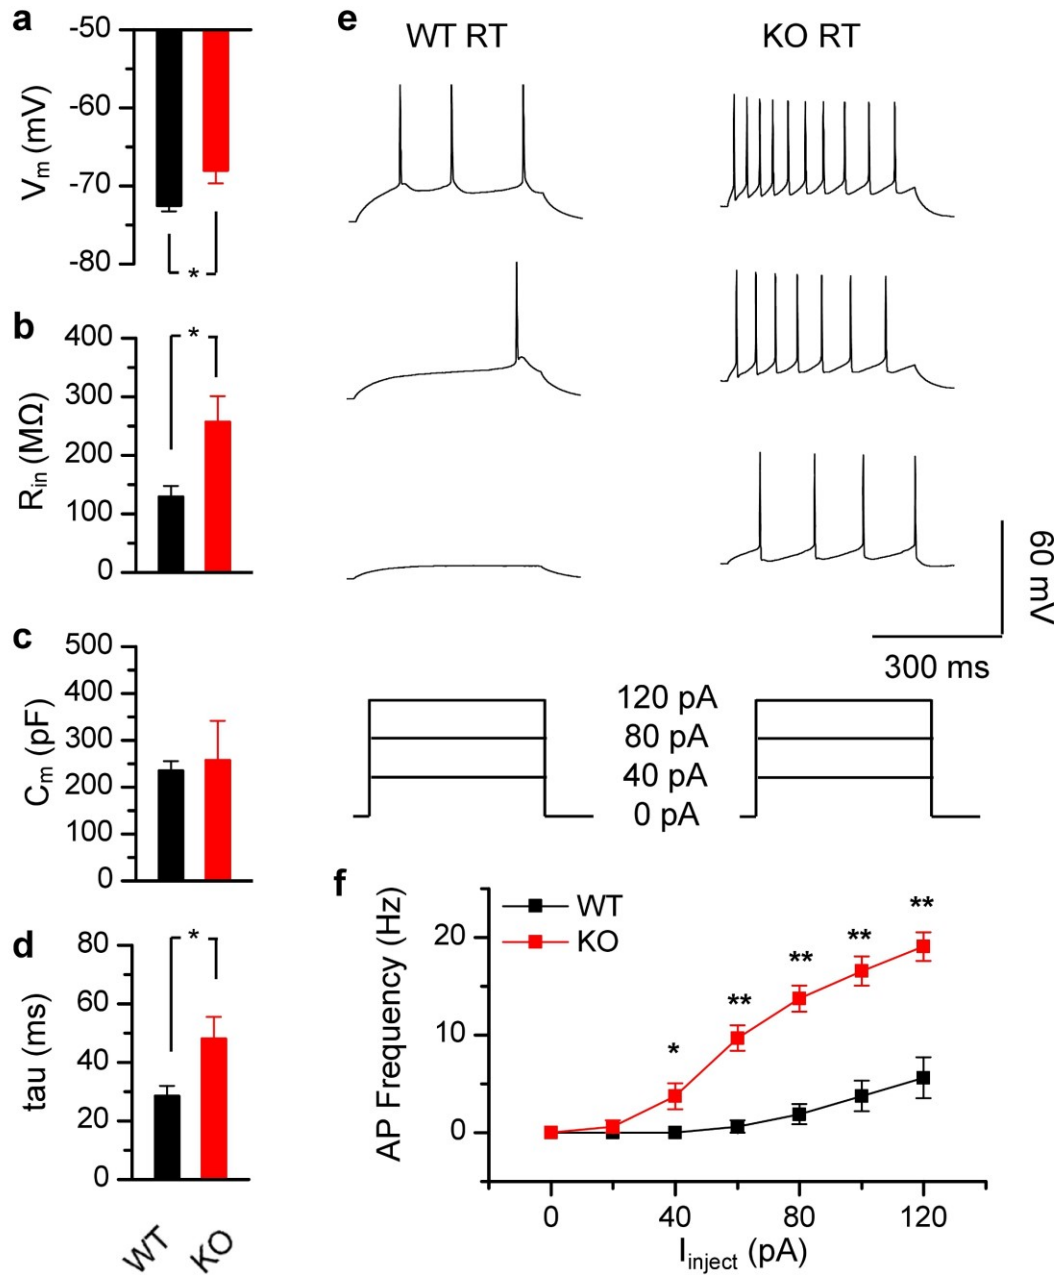 a
-50
-60
-70
-80
Vm (mV)
*
b
400
300
200
100
0
Rin (MΩ)
*
c
500
400
300
200
100
0
Cm (pF)
d
80
60
40
20
0
tau (ms)
*
WT
KO
e
WT RT
KO RT
60 mV
300 ms
120 pA
80 pA
40 pA
0 pA
f
WT
KO
AP Frequency (Hz)
20
10
0
*
**
**
**
**
0
40
80
120
Iinject (pA)